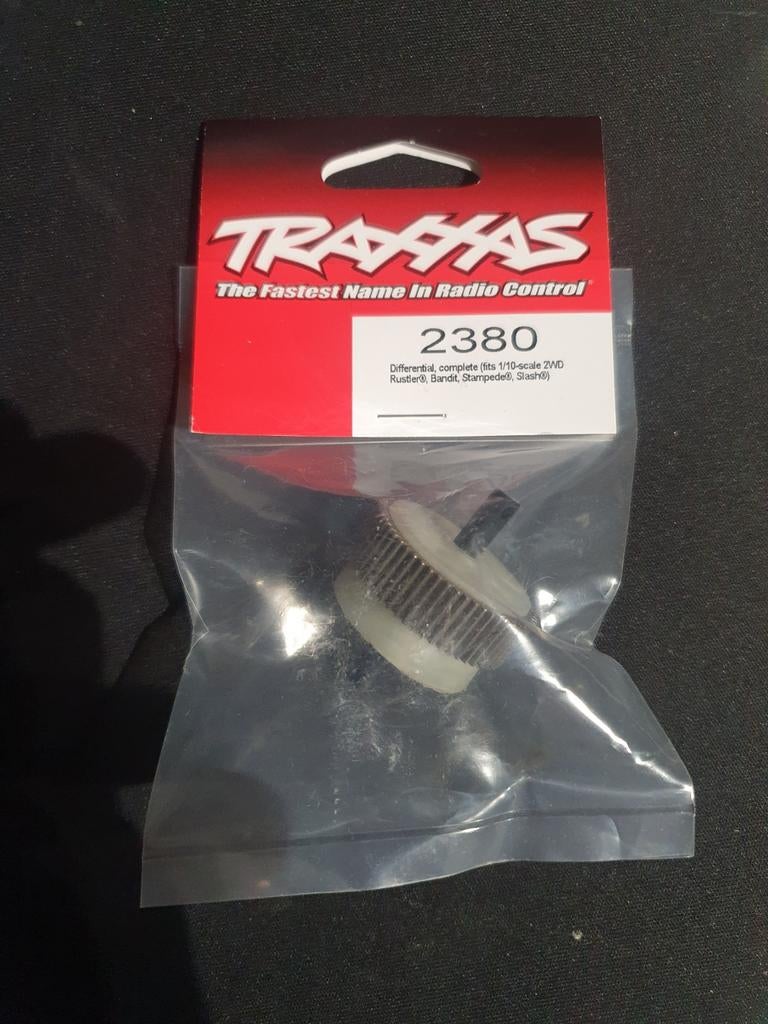 TRAXXAS
The Fastest Name In Radio Control®
2380
Differential, complete (fits 1/10-scale 2WD
Rustler®, Bandit, Stampede®, Slash®)